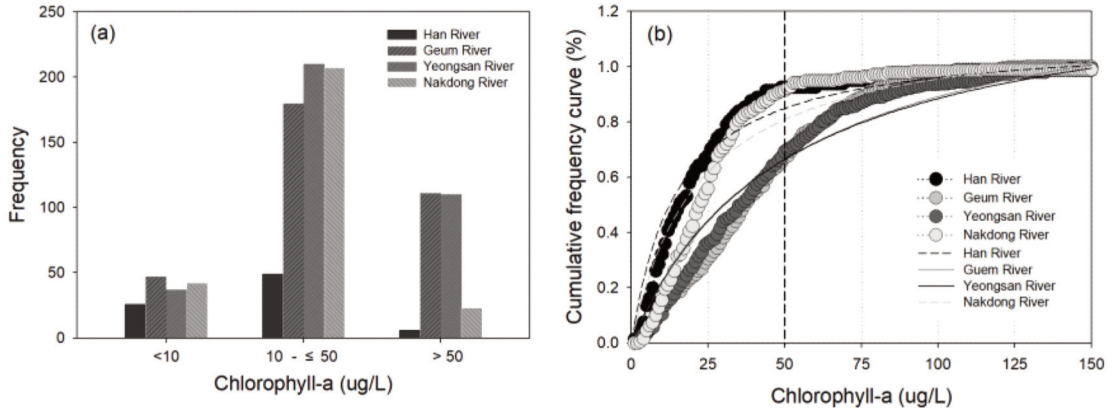 (a)
Han River
Geum River
Yeongsan River
Nakdong River
250
200
150
100
50
0
Frequency
<10
10 - ≤ 50
> 50
Chlorophyll-a (ug/L)
(b)
1.2
1.0
0.8
0.6
0.4
0.2
0.0
Cumulative frequency curve (%)
Han River
Geum River
Yeongsan River
Nakdong River
Han River
Guem River
Yeongsan River
Nakdong River
0
25
50
75
100
125
150
Chlorophyll-a (ug/L)